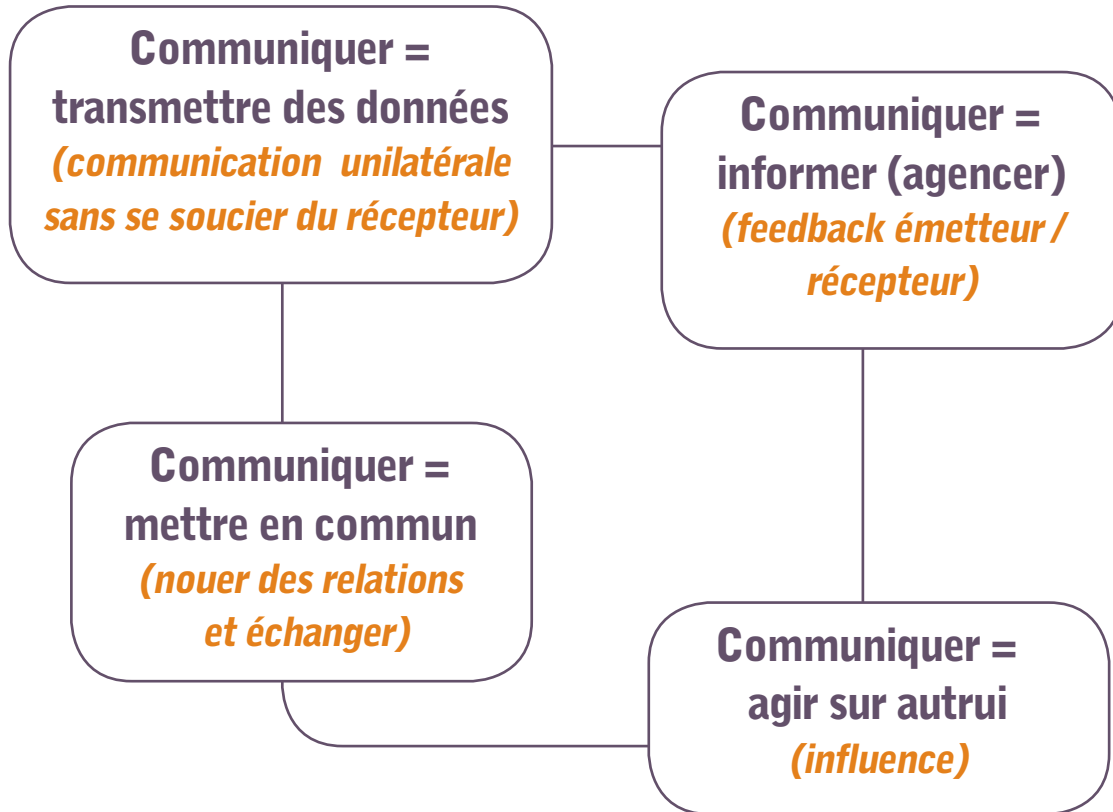 Communiquer =
transmettre des données
(communication unilatérale
sans se soucier du récepteur)
Communiquer =
informer (agencer)
(feedback émetteur /
récepteur)
Communiquer =
mettre en commun
(nouer des relations
et échanger)
Communiquer =
agir sur autrui
(influence)